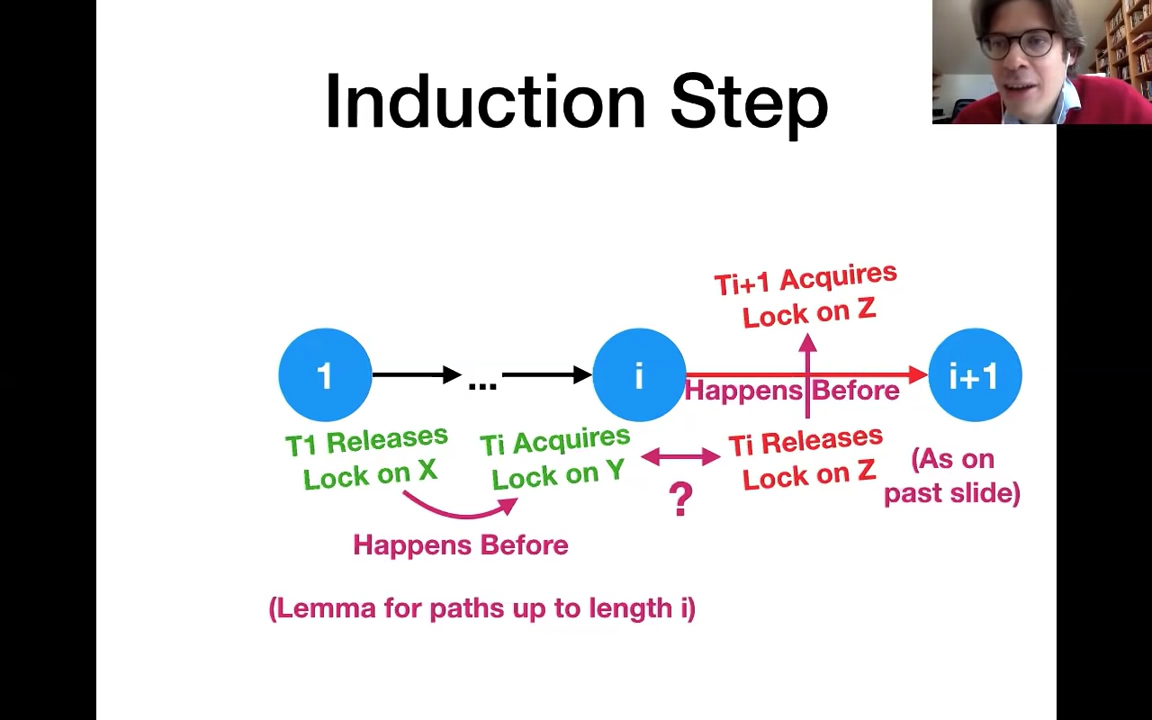 Induction Step
Ti+1 Acquires
Lock on Z
1
...
i
i+1
Happens Before
T1 Releases
Lock on X
Ti Acquires
Lock on Y
?
Ti Releases
Lock on Z
(As on
past slide)
Happens Before
(Lemma for paths up to length i)